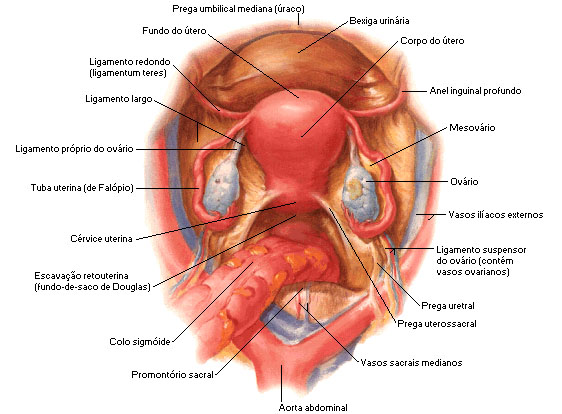 Prega umbilical mediana (úraco)
Bexiga urinária
Fundo do útero
Corpo do útero
Ligamento redondo
(ligamentum teres)
Anel inguinal profundo
Ligamento largo
Mesovário
Ligamento próprio do ovário
Tuba uterina (de Falópio)
Ovário
Vasos ilíacos externos
Cérvice uterina
Ligamento suspensor
do ovário (contém
vasos ovarianos)
Escavação retouterina
(fundo-de-saco de Douglas)
Prega uretral
Prega uterossacral
Colo sigmóide
Vasos sacrais medianos
Promontório sacral
Aorta abdominal